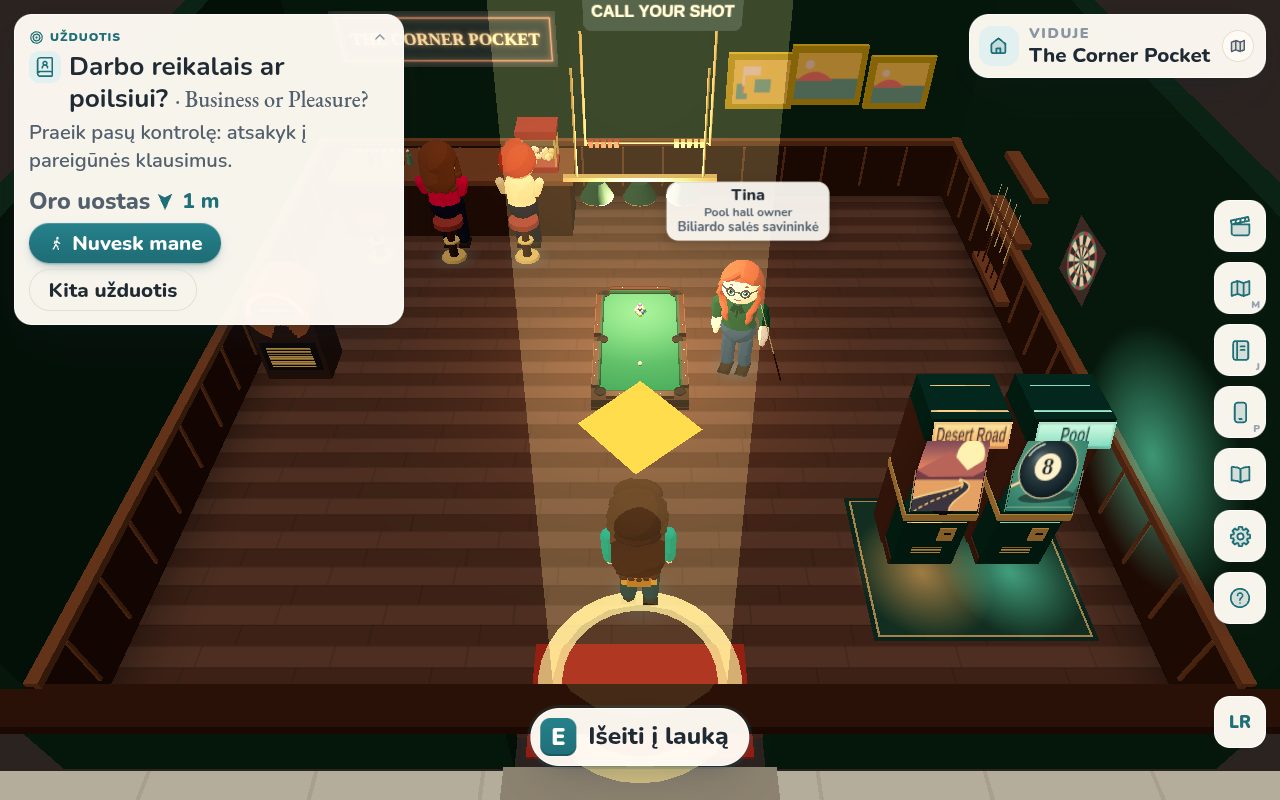 CALL YOUR SHOT
UŽDUOTIS
Darbo reikalais ar
poilsiui? · Business or Pleasure?
Praeik pasų kontrolę: atsakyk į
pareigūnės klausimus.
Oro uostas 1 m
Nuvesk mane
Kita užduotis
CORNER POCKET
VIDUJE
The Corner Pocket
Tina
Pool hall owner
Biliardo salės savininkė
Desert Road
Pool
8
M
J
P
LR
E Išeiti į lauką